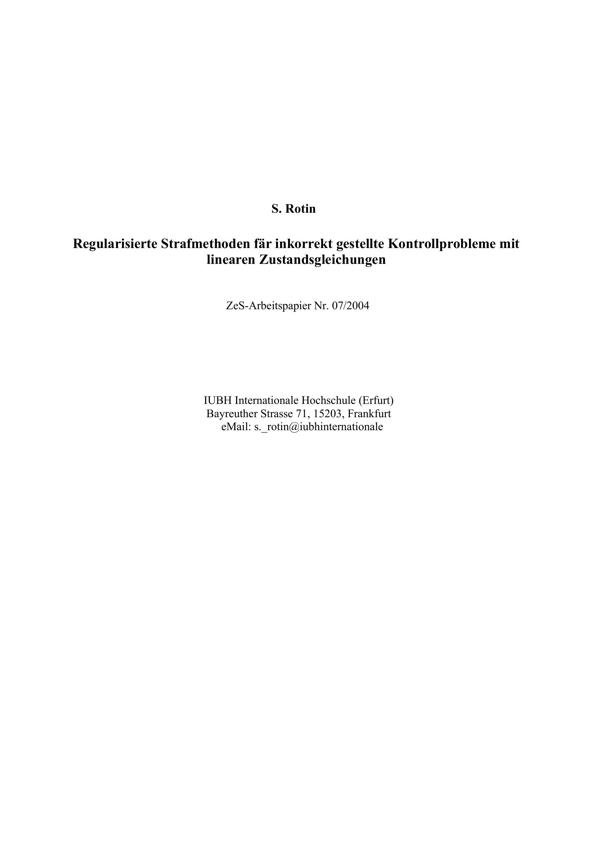 S. Rotin
Regularisierte Strafmethoden fär inkorrekt gestellte Kontrollprobleme mit
linearen Zustandsgleichungen
ZeS-Arbeitspapier Nr. 07/2004
IUBH Internationale Hochschule (Erfurt)
Bayreuther Strasse 71, 15203, Frankfurt
eMail: s._rotin@iubhinternationale